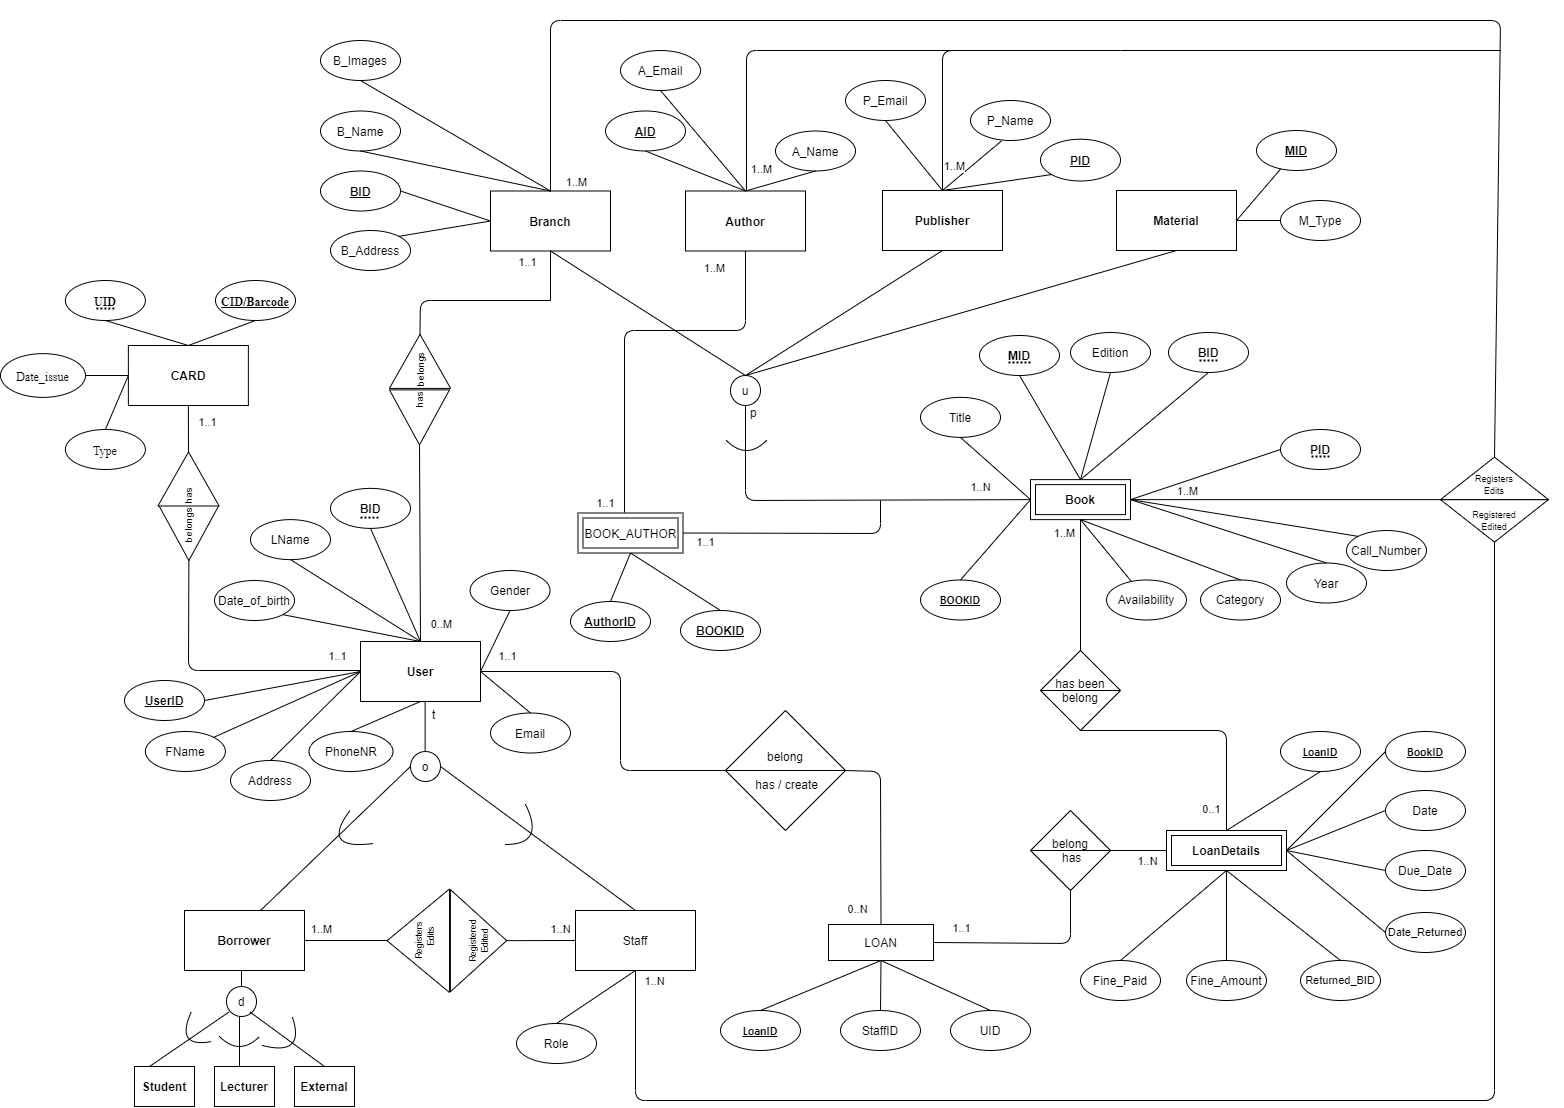 B_Images
A_Email
P_Email
P_Name
B_Name
AID
A_Name
MID
PID
1..M
1..M
1..M
BID
Branch
Author
Publisher
Material
M_Type
B_Address
1..1
1..M
UID
CID/Barcode
CARD
Date_issue
Type
1..1
has belongs
MID
Edition
BID
u
p
Title
PID
belongs has
BID
LName
1..N
Book
1..M
Registers
Edits
Registered
Edited
1..1
BOOK_AUTHOR
1..1
1..M
Call_Number
Date_of_birth
Gender
Year
BOOKID
Availability
Category
AuthorID
BOOKID
0..M
1..1
User
1..1
has been
belong
UserID
t
FName
PhoneNR
Email
Address
o
belong
has / create
LoanID
BookID
0..1
Date
belong
has
1..N
LoanDetails
Due_Date
0..N
Date_Returned
Borrower
1..M
Registers
Edits
Registered
Edited
1..N
Staff
LOAN
1..1
1..N
Fine_Paid
Fine_Amount
Returned_BID
d
LoanID
StaffID
UID
Role
Student
Lecturer
External